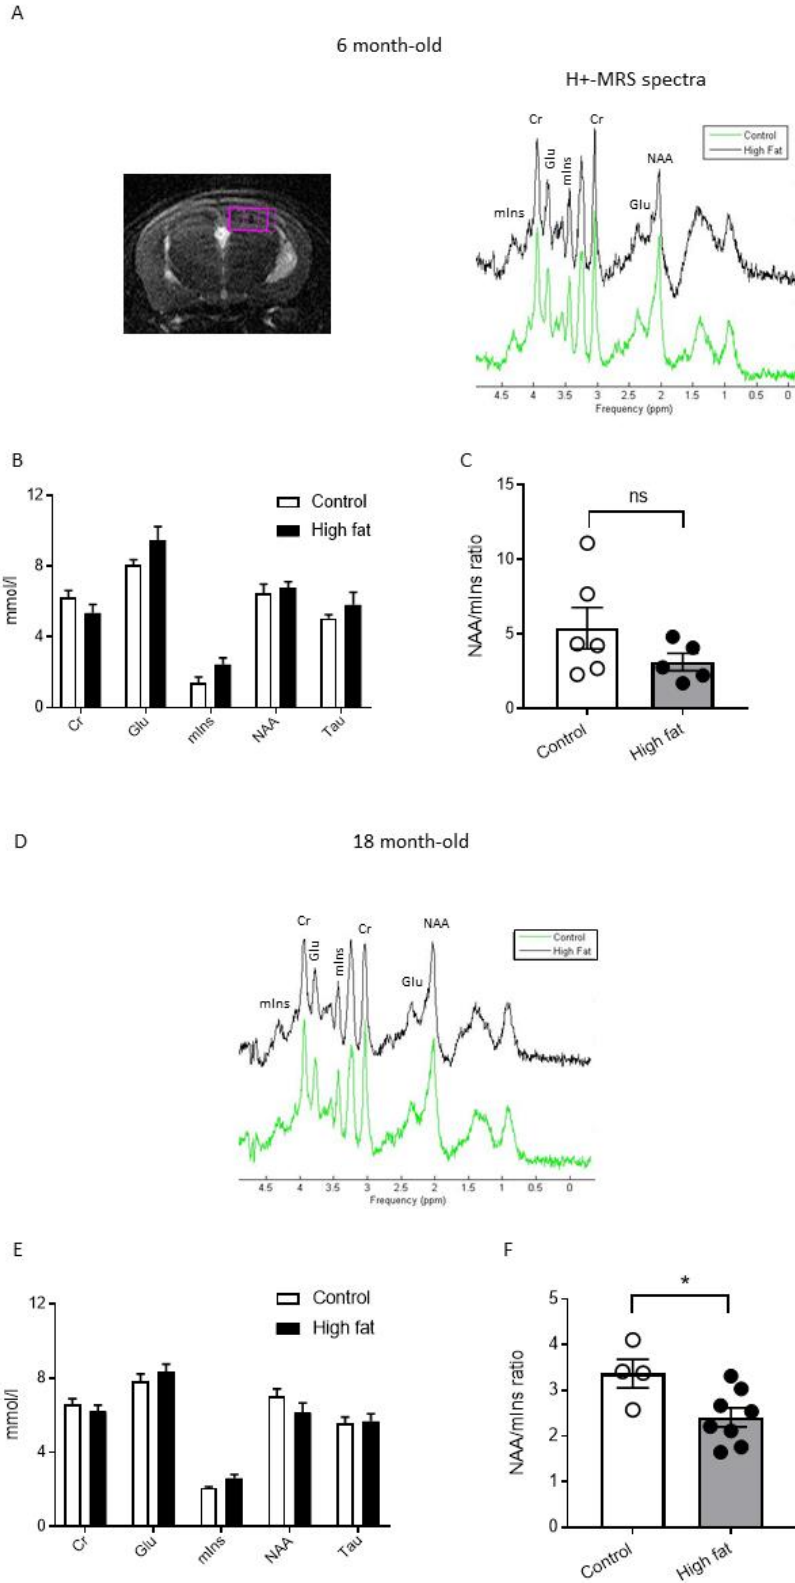 A
6 month-old
H+-MRS spectra
Cr
Cr
Glu
mIns
NAA
Glu
mIns
Control
High Fat
4.5 4 3.5 3 2.5 2 1.5 1 0.5 0
Frequency (ppm)
B
12
8
4
0
mmol/l
Control
High fat
Cr Glu mIns NAA Tau
C
15
10
5
0
NAA/mIns ratio
ns
Control High fat
D
18 month-old
Cr
Cr
NAA
Glu
mIns
Glu
mIns
Control
High Fat
4.5 4 3.5 3 2.5 2 1.5 1 0.5 0
Frequency (ppm)
E
12
8
4
0
mmol/l
Control
High fat
Cr Glu mIns NAA Tau
F
5
4
3
2
1
0
NAA/mIns ratio
*
Control High fat